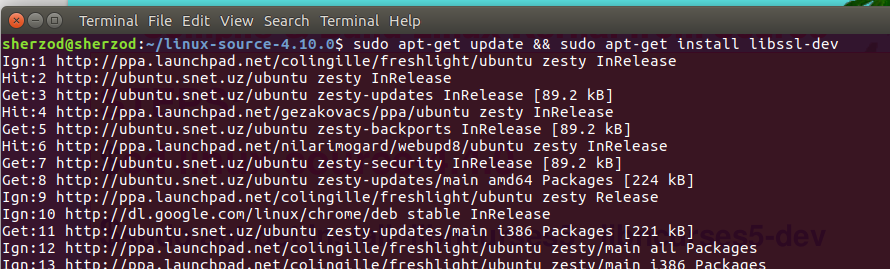 Terminal File Edit View Search Terminal Help
sherzod@sherzod:~/linux-source-4.10.0$ sudo apt-get update && sudo apt-get install libssl-dev
Ign:1 http://ppa.launchpad.net/colingille/freshlight/ubuntu zesty InRelease
Hit:2 http://ubuntu.snet.uz/ubuntu zesty InRelease
Get:3 http://ubuntu.snet.uz/ubuntu zesty-updates InRelease [89.2 kB]
Hit:4 http://ppa.launchpad.net/gezakovacs/ppa/ubuntu zesty InRelease
Get:5 http://ubuntu.snet.uz/ubuntu zesty-backports InRelease [89.2 kB]
Hit:6 http://ppa.launchpad.net/nilarimogard/webupd8/ubuntu zesty InRelease
Get:7 http://ubuntu.snet.uz/ubuntu zesty-security InRelease [89.2 kB]
Get:8 http://ubuntu.snet.uz/ubuntu zesty-updates/main amd64 Packages [224 kB]
Ign:9 http://ppa.launchpad.net/colingille/freshlight/ubuntu zesty Release
Ign:10 http://dl.google.com/linux/chrome/deb stable InRelease
Get:11 http://ubuntu.snet.uz/ubuntu zesty-updates/main i386 Packages [221 kB]
Ign:12 http://ppa.launchpad.net/colingille/freshlight/ubuntu zesty/main all Packages
Ign:13 http://ppa.launchpad.net/colingille/freshlight/ubuntu zesty/main i386 Packages